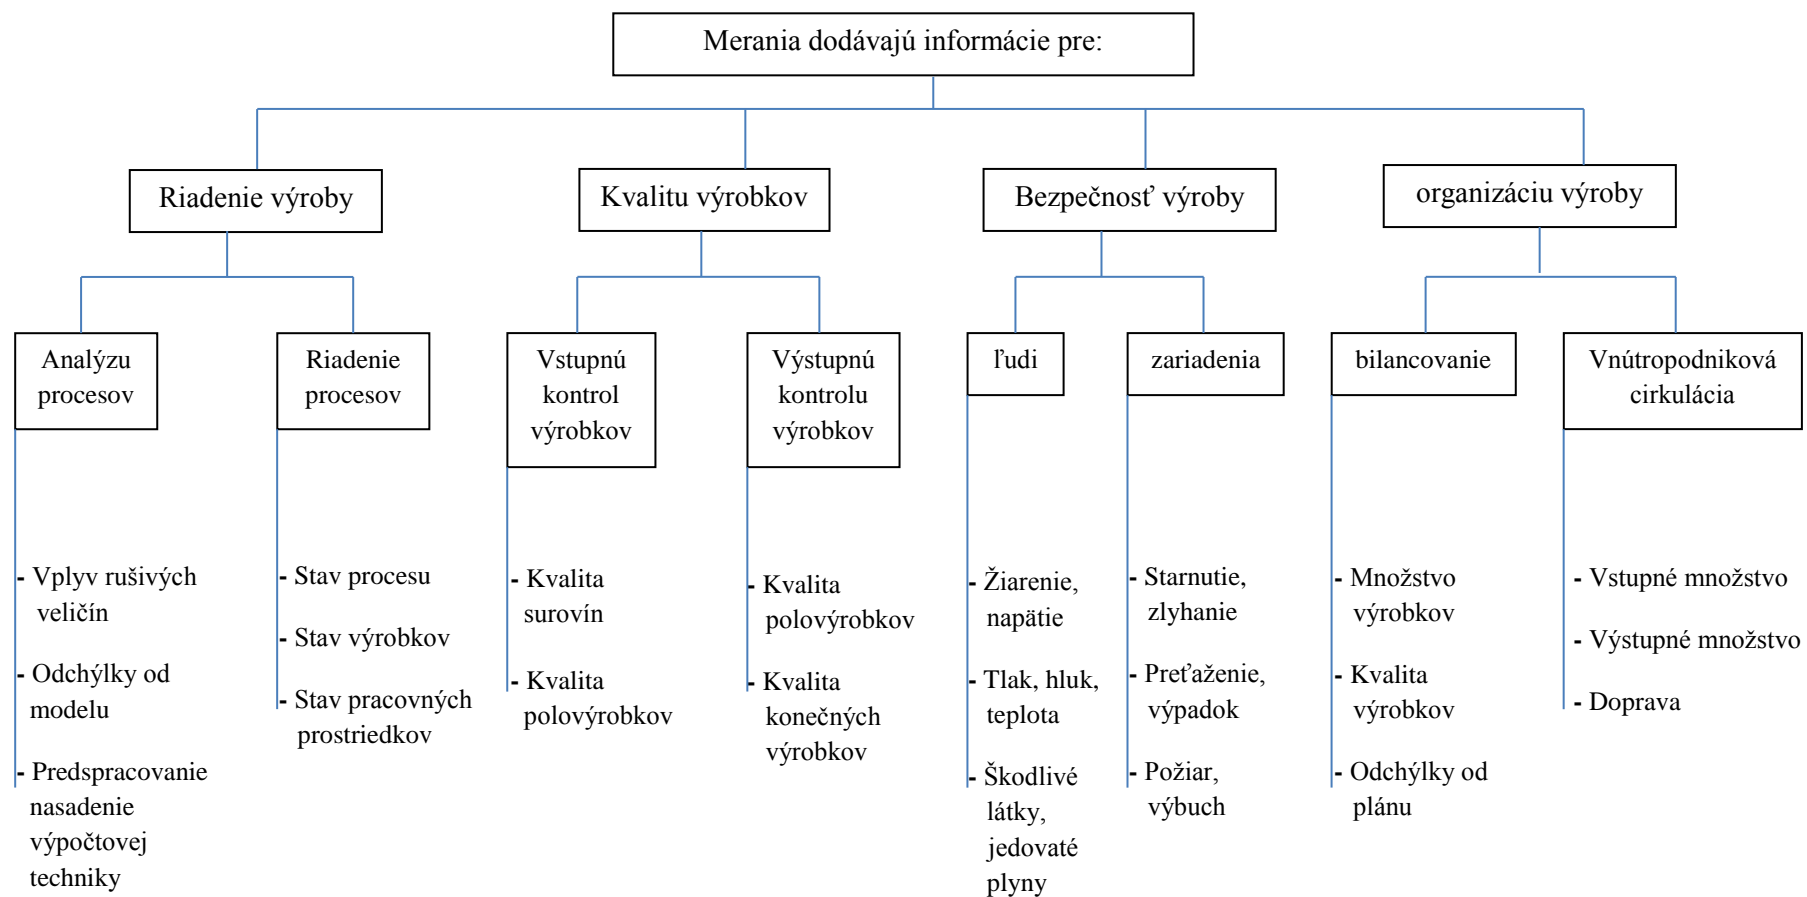 Merania dodávajú informácie pre:
Riadenie výroby
Kvalitu výrobkov
Bezpečnosť výroby
organizáciu výroby
Analýzu
procesov
Riadenie
procesov
Vstupnú
kontrol
výrobkov
Výstupnú
kontrolu
výrobkov
ľudi
zariadenia
bilancovanie
Vnútropodniková
cirkulácia
- Vplyv rušivých
veličín
- Odchýlky od
modelu
- Predspracovanie
nasadenie
výpočtovej
techniky
- Stav procesu
- Stav výrobkov
- Stav pracovných
prostriedkov
- Kvalita
surovín
- Kvalita
polovýrobkov
- Kvalita
polovýrobkov
- Kvalita
konečných
výrobkov
- Žiarenie,
napätie
- Tlak, hluk,
teplota
- Škodlivé
látky,
jedovaté
plyny
- Starnutie,
zlyhanie
- Preťaženie,
výpadok
- Požiar,
výbuch
- Množstvo
výrobkov
- Kvalita
výrobkov
- Odchýlky od
plánu
- Vstupné množstvo
- Výstupné množstvo
- Doprava